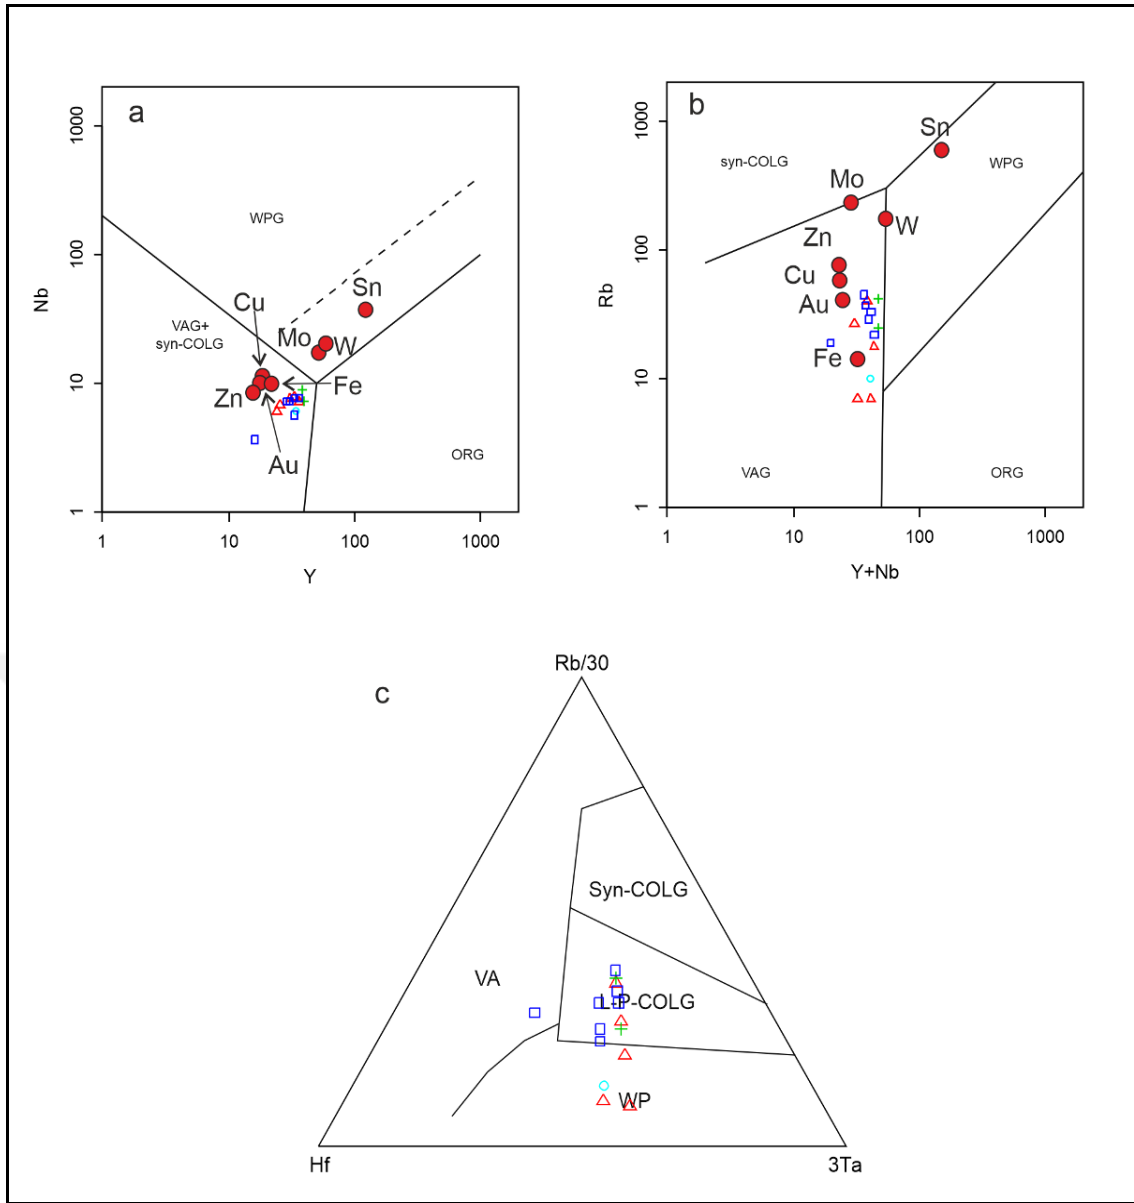 a
1000
100
10
1
Nb
WPG
Cu
Sn
VAG+
syn-COLG
Mo
W
Zn
Fe
Au
ORG
1
10
100
1000
Y
b
1000
100
10
1
Rb
Sn
syn-COLG
WPG
Mo
W
Zn
Cu
Au
Fe
VAG
ORG
1
10
100
1000
Y+Nb
c
Rb/30
Syn-COLG
VA
L-P-COLG
WP
Hf
3Ta